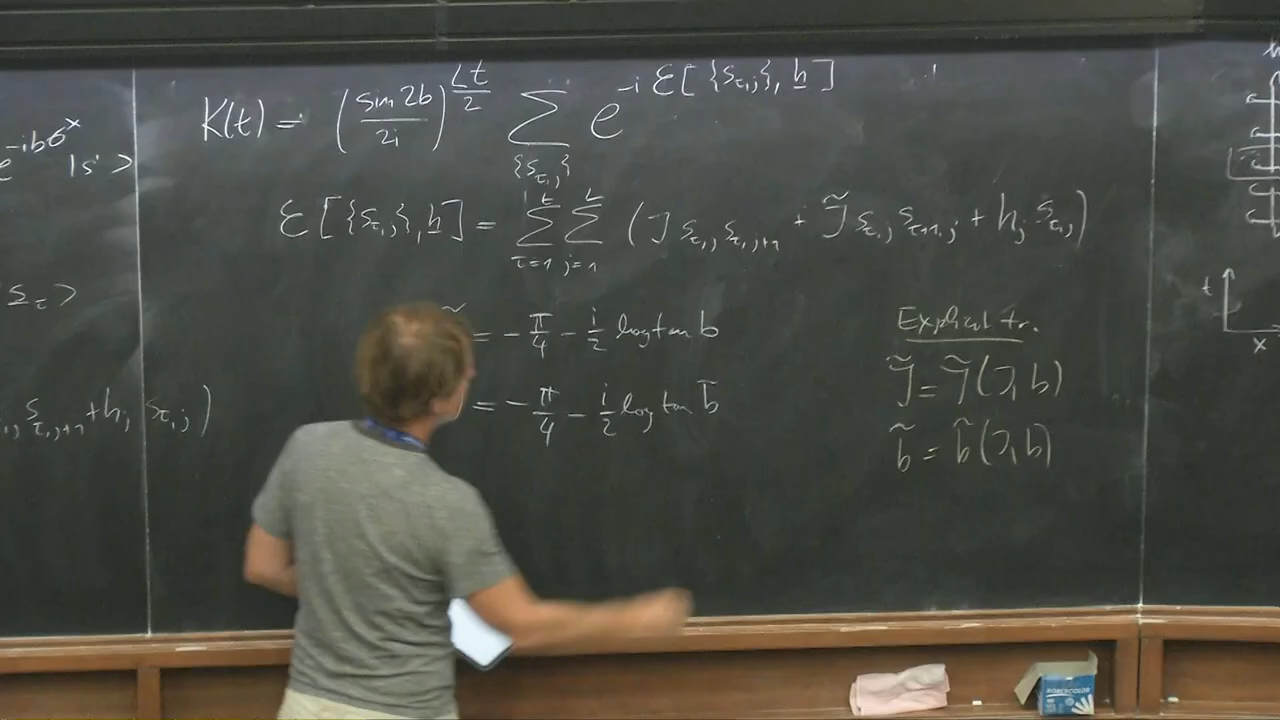 e^{-ibσ^x} |s'>
s_τ>
s_{τ,j+1} + h_j s_{τ,j})
K(t) = (sin 2b / 2i)^{Lt/2} Σ_{{s_{τ,j}}} e^{-i ε[{s_{τ,j}}, h]}
ε[{s_{τ,j}}, h] = Σ_{τ=1}^{t} Σ_{j=1}^{L} (J s_{τ,j} s_{τ,j+1} + J̃ s_{τ,j} s_{τ+1,j} + h_j s_{τ,j})
= -π/4 - i/2 log tan b
= -π/4 - i/2 log tan b̃
Explicit tr.
J̃ = J̃(J,b)
b̃ = b̃(J,b)
t
x